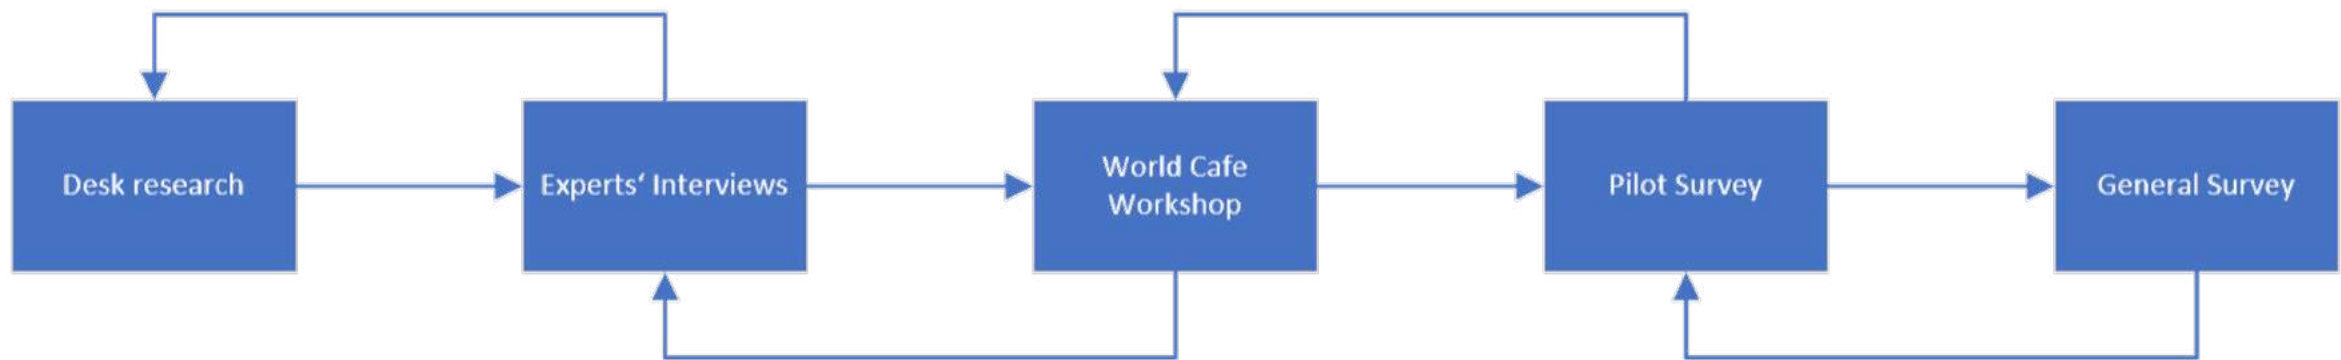 Desk research
Experts‘ Interviews
World Cafe
Workshop
Pilot Survey
General Survey